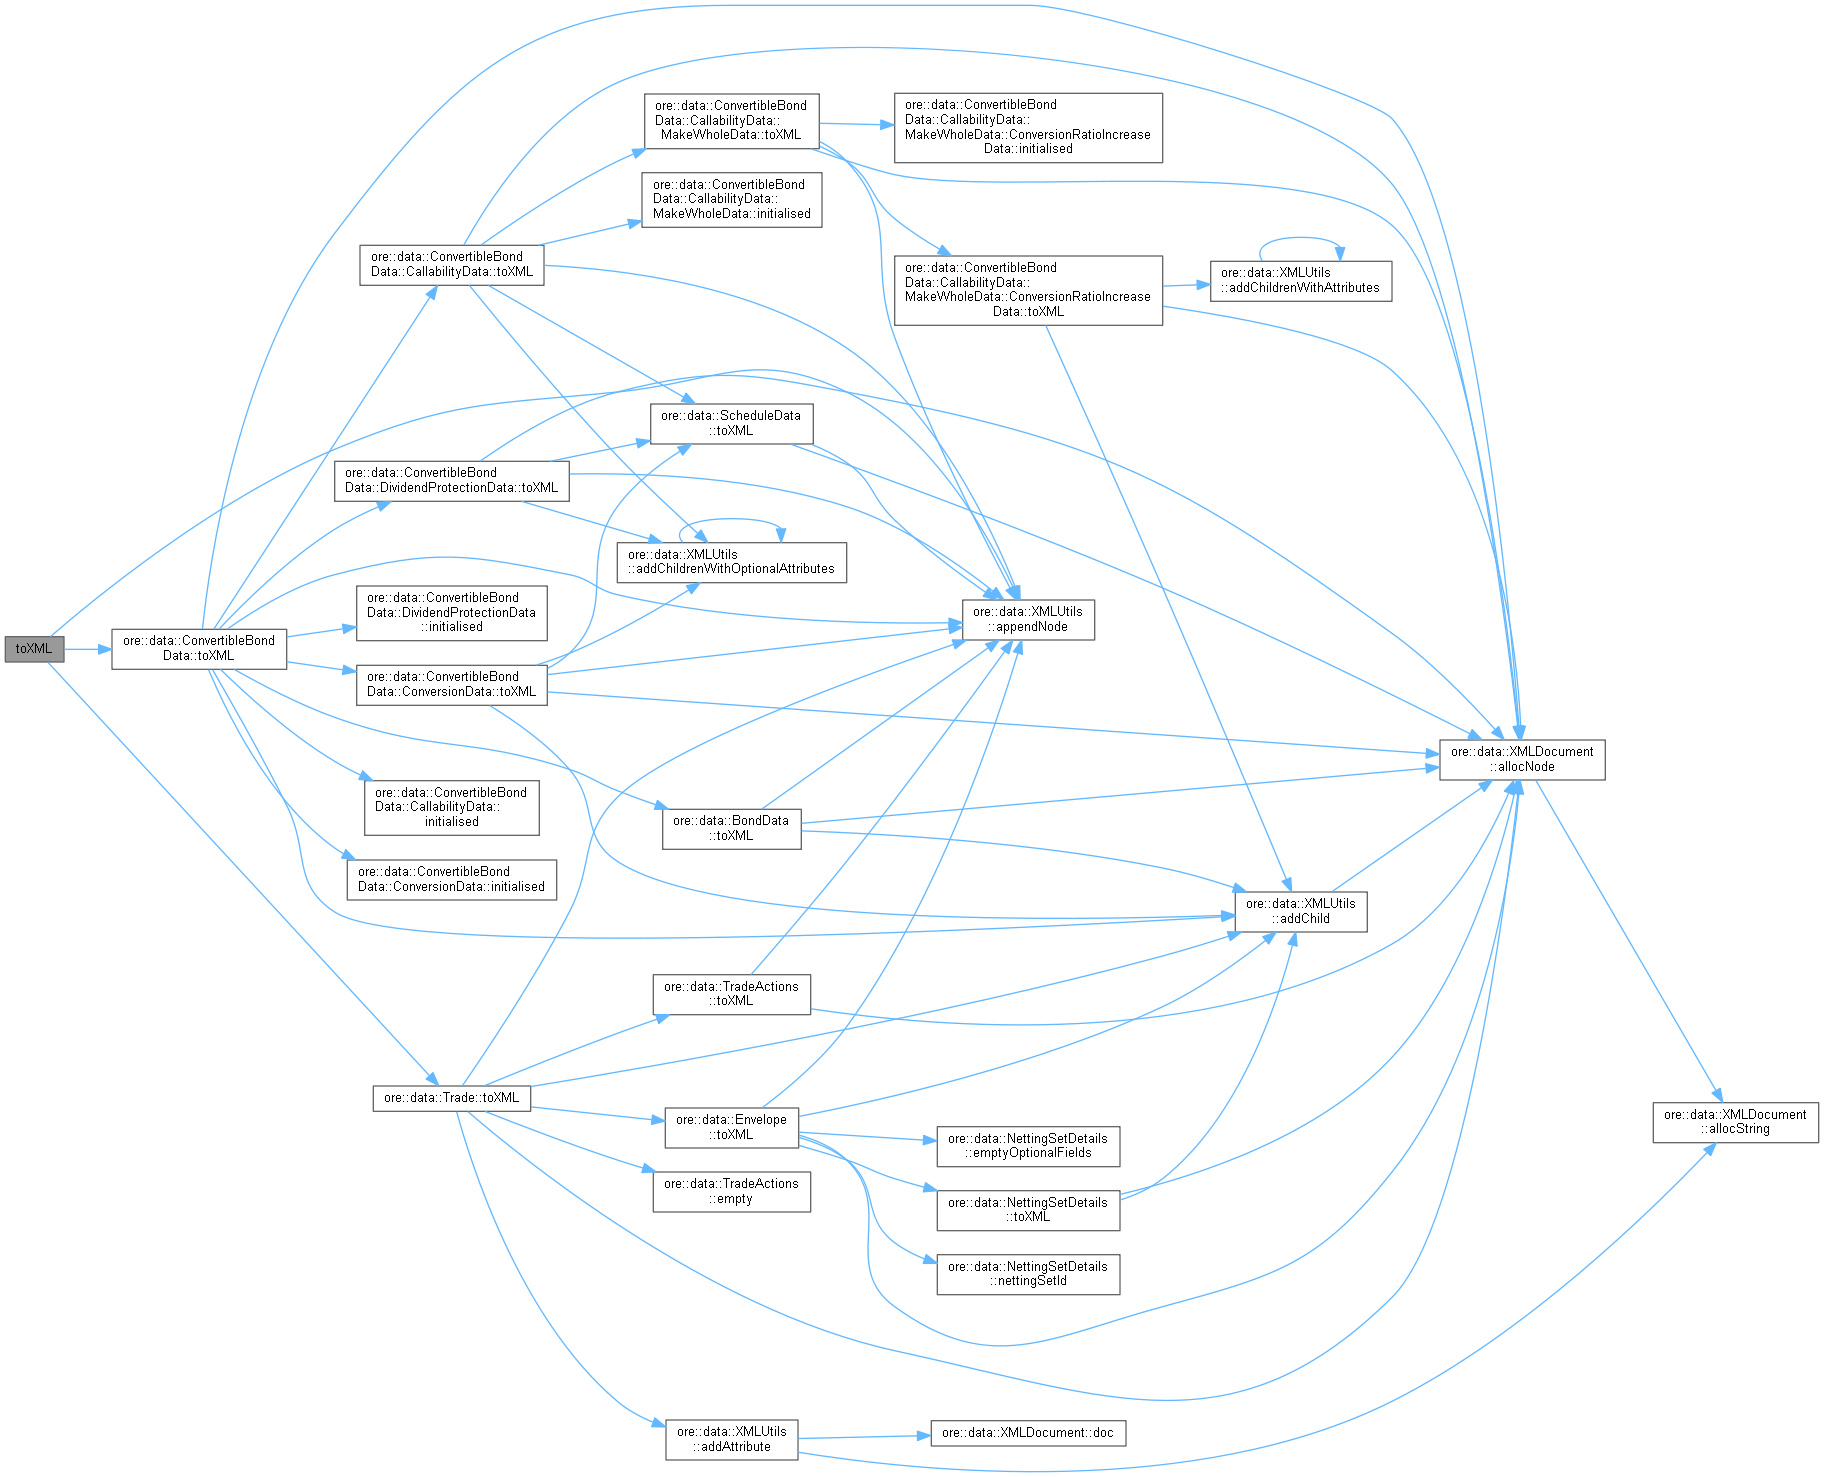 toXML
ore::data::ConvertibleBond
Data::toXML
ore::data::ConvertibleBond
Data::CallabilityData::toXML
ore::data::ConvertibleBond
Data::DividendProtectionData::toXML
ore::data::ConvertibleBond
Data::DividendProtectionData
::initialised
ore::data::ConvertibleBond
Data::ConversionData::toXML
ore::data::ConvertibleBond
Data::CallabilityData::
initialised
ore::data::ConvertibleBond
Data::ConversionData::initialised
ore::data::Trade::toXML
ore::data::ConvertibleBond
Data::CallabilityData::
MakeWholeData::toXML
ore::data::ConvertibleBond
Data::CallabilityData::
MakeWholeData::initialised
ore::data::ScheduleData
::toXML
ore::data::XMLUtils
::addChildrenWithOptionalAttributes
ore::data::BondData
::toXML
ore::data::TradeActions
::toXML
ore::data::Envelope
::toXML
ore::data::TradeActions
::empty
ore::data::XMLUtils
::addAttribute
ore::data::ConvertibleBond
Data::CallabilityData::
MakeWholeData::ConversionRatioIncrease
Data::initialised
ore::data::ConvertibleBond
Data::CallabilityData::
MakeWholeData::ConversionRatioIncrease
Data::toXML
ore::data::XMLUtils
::appendNode
ore::data::NettingSetDetails
::emptyOptionalFields
ore::data::NettingSetDetails
::toXML
ore::data::NettingSetDetails
::nettingSetId
ore::data::XMLDocument::doc
ore::data::XMLUtils
::addChildrenWithAttributes
ore::data::XMLUtils
::addChild
ore::data::XMLDocument
::allocNode
ore::data::XMLDocument
::allocString